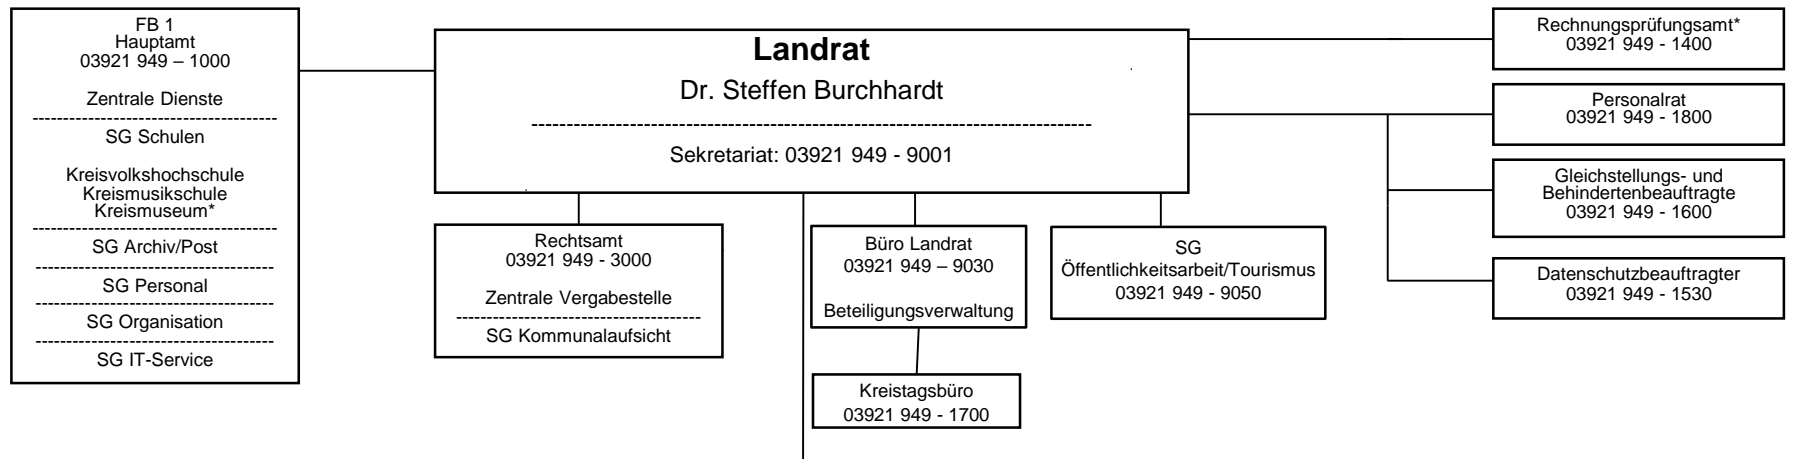 FB 1
Hauptamt
03921 949 – 1000
Zentrale Dienste
SG Schulen
Kreisvolkshochschule
Kreismusikschule
Kreismuseum*
SG Archiv/Post
SG Personal
SG Organisation
SG IT-Service
Landrat
Dr. Steffen Burchhardt
Sekretariat: 03921 949 - 9001
Rechtsamt
03921 949 - 3000
Zentrale Vergabestelle
SG Kommunalaufsicht
Büro Landrat
03921 949 – 9030
Beteiligungsverwaltung
Kreistagsbüro
03921 949 - 1700
SG
Öffentlichkeitsarbeit/Tourismus
03921 949 - 9050
Rechnungsprüfungsamt*
03921 949 - 1400
Personalrat
03921 949 - 1800
Gleichstellungs- und
Behindertenbeauftragte
03921 949 - 1600
Datenschutzbeauftragter
03921 949 - 1530